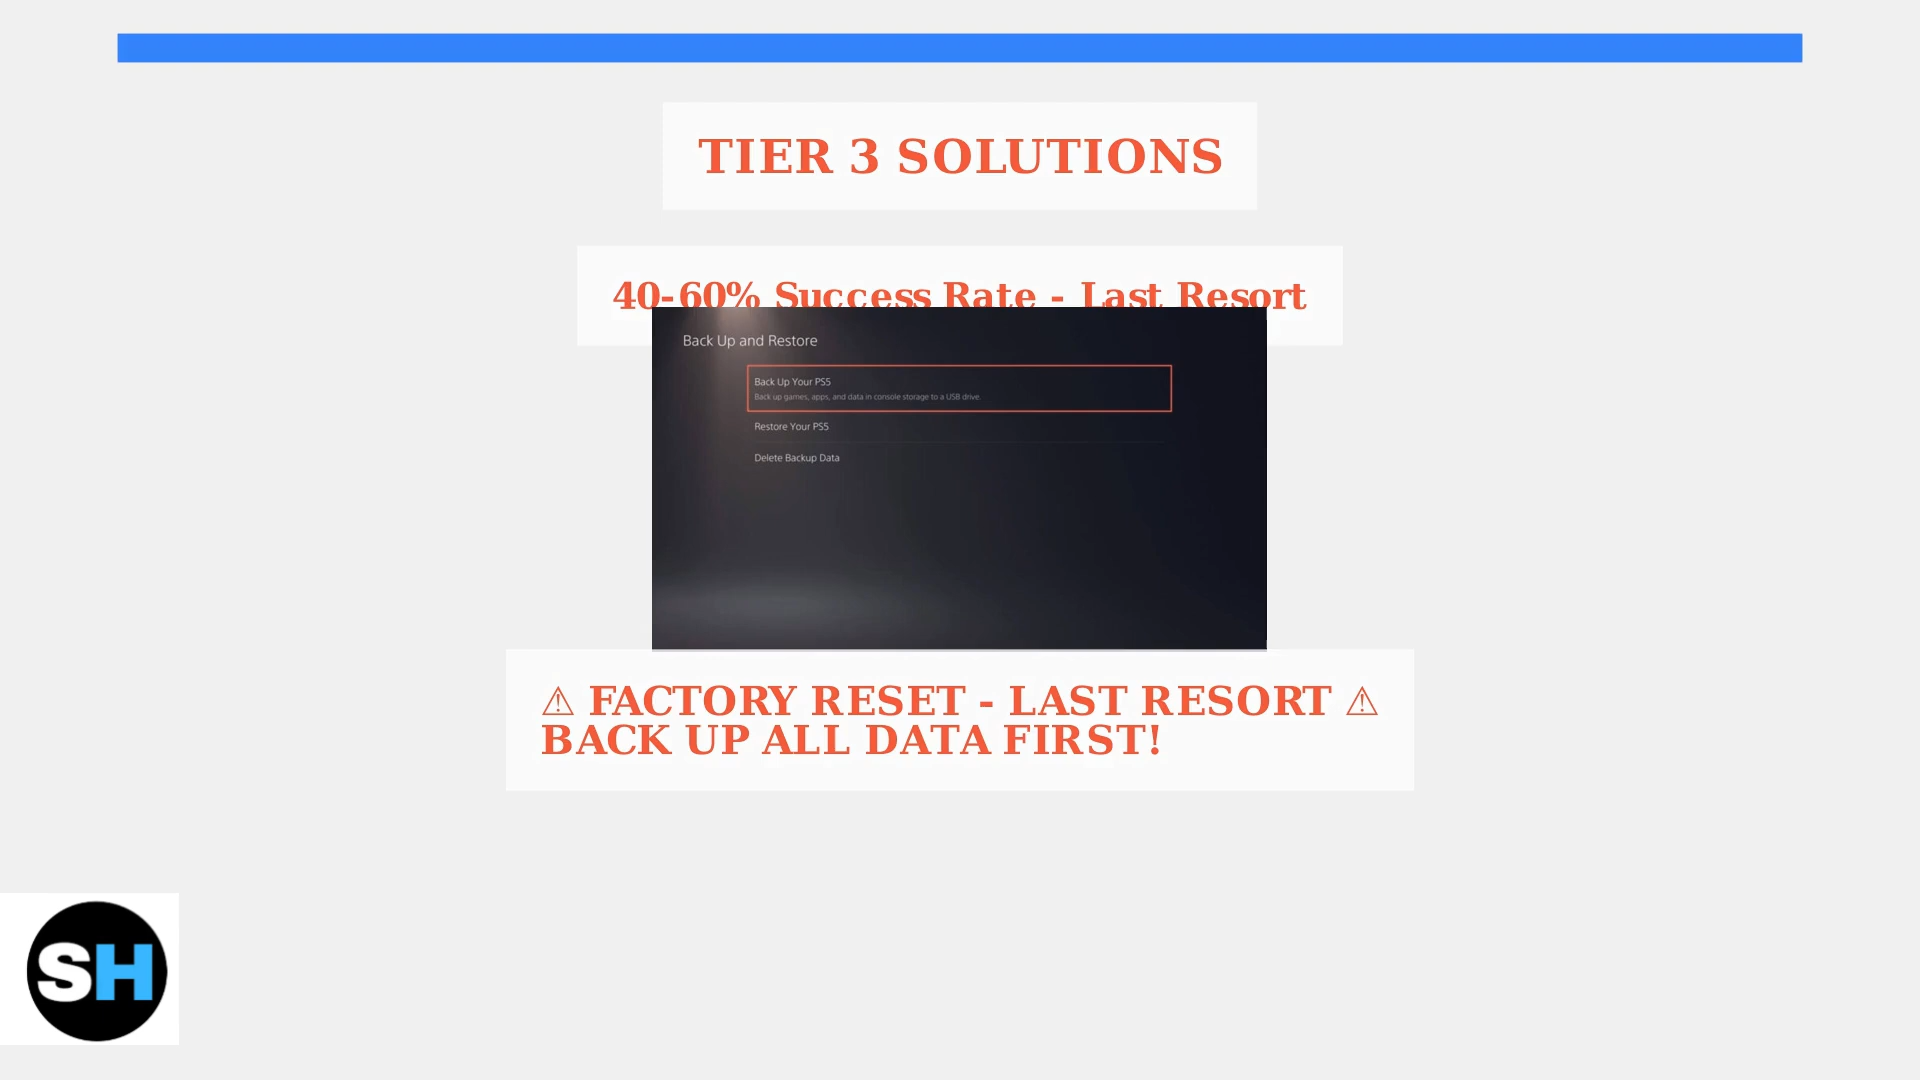 TIER 3 SOLUTIONS
40-60% Success Rate - Last Resort
Back Up and Restore
Back Up Your PS5
Back up games, apps, and data in console storage to a USB drive.
Restore Your PS5
Delete Backup Data
⚠ FACTORY RESET - LAST RESORT ⚠
BACK UP ALL DATA FIRST!
SH